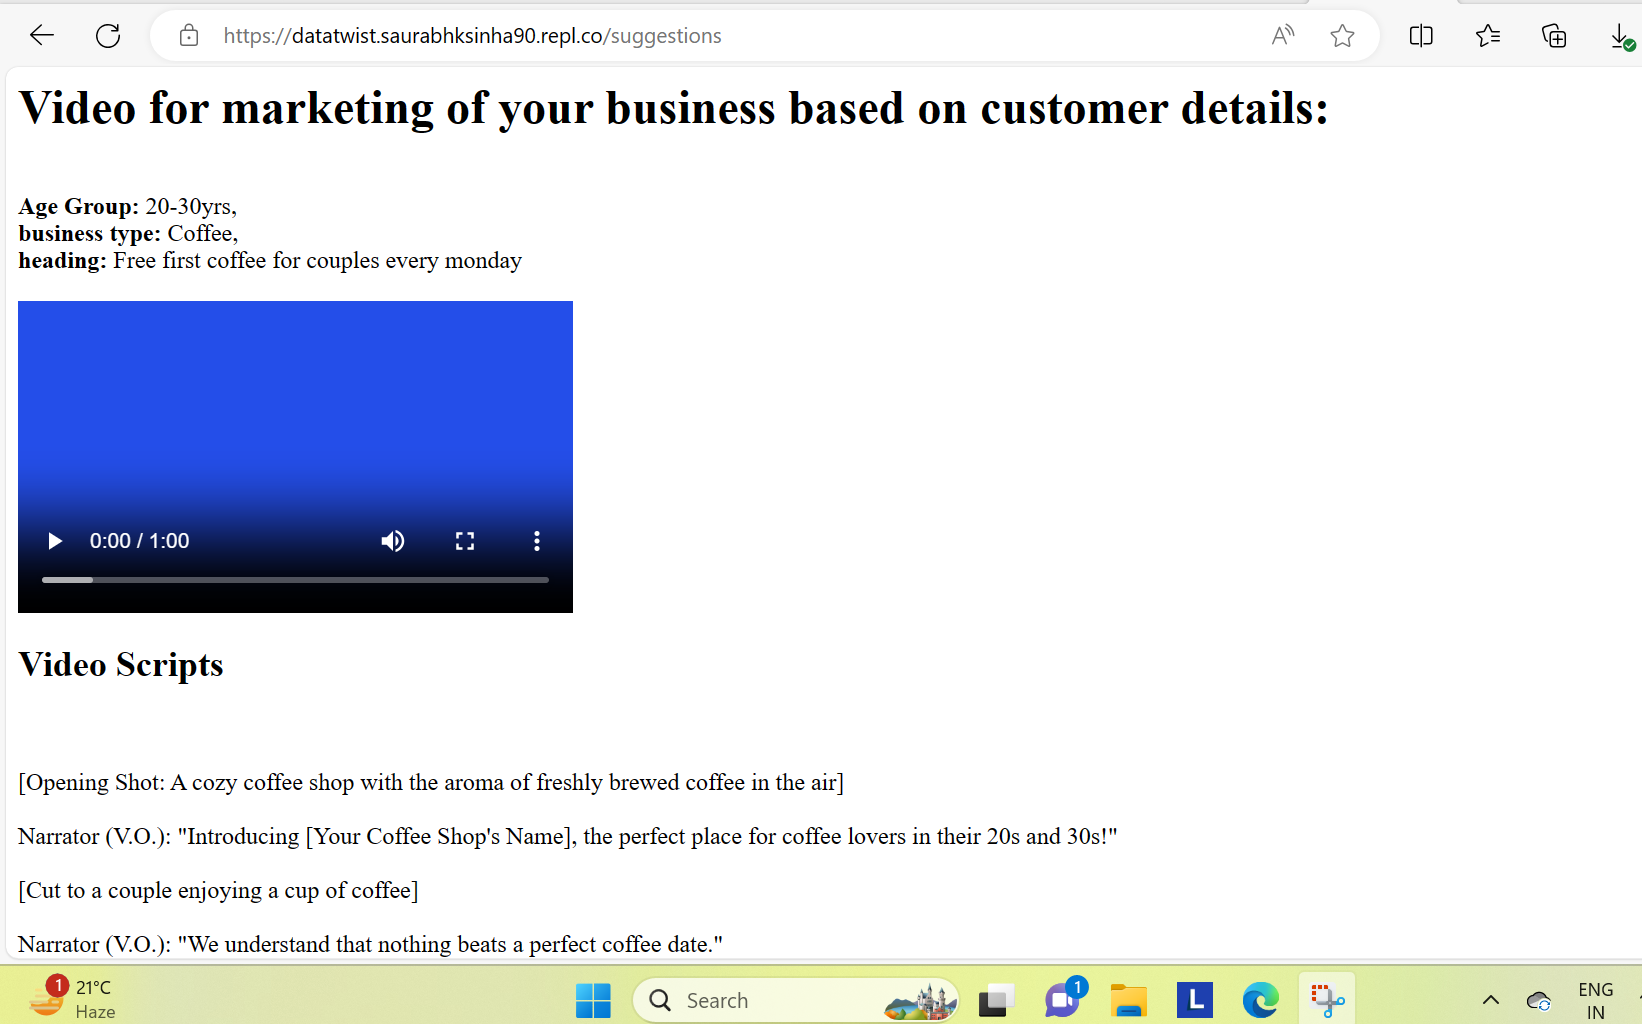 https://datatwist.saurabhksinha90.repl.co/suggestions
Video for marketing of your business based on customer details:
Age Group: 20-30yrs,
business type: Coffee,
heading: Free first coffee for couples every monday
0:00 / 1:00
Video Scripts
[Opening Shot: A cozy coffee shop with the aroma of freshly brewed coffee in the air]
Narrator (V.O.): "Introducing [Your Coffee Shop's Name], the perfect place for coffee lovers in their 20s and 30s!"
[Cut to a couple enjoying a cup of coffee]
Narrator (V.O.): "We understand that nothing beats a perfect coffee date."
1
21°C
Haze
Search
1
L
ENG
IN